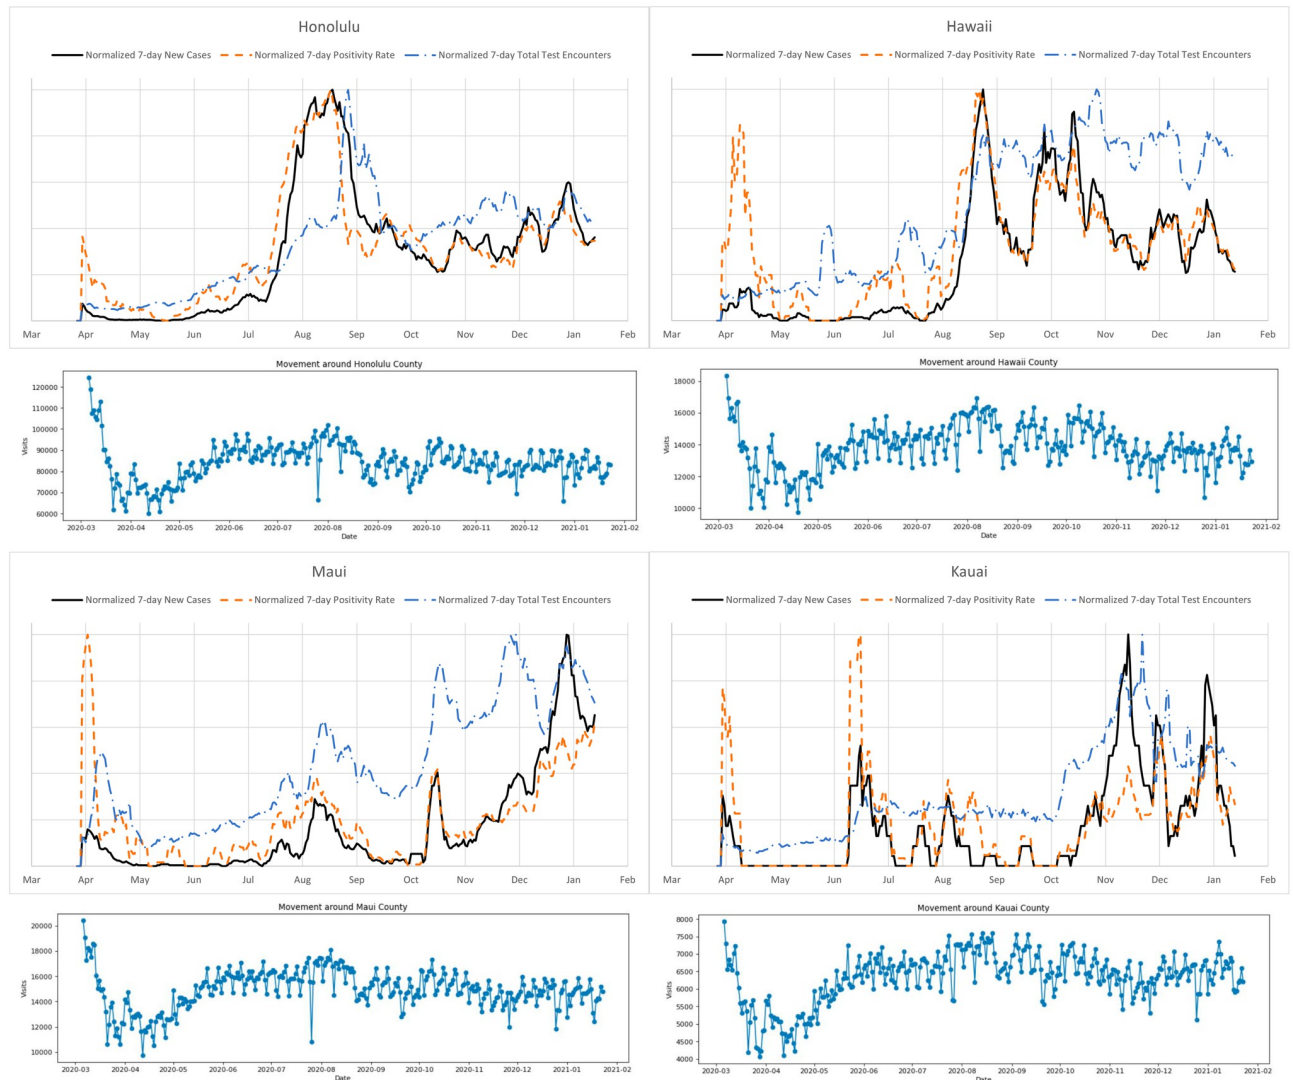 Honolulu
Normalized 7-day New Cases Normalized 7-day Positivity Rate Normalized 7-day Total Test Encounters
Mar Apr May Jun Jul Aug Sep Oct Nov Dec Jan Feb
Hawaii
Normalized 7-day New Cases Normalized 7-day Positivity Rate Normalized 7-day Total Test Encounters
Mar Apr May Jun Jul Aug Sep Oct Nov Dec Jan Feb
Movement around Honolulu County
120000
110000
100000
90000
80000
70000
60000
Visits
2020-03 2020-04 2020-05 2020-06 2020-07 2020-08 2020-09 2020-10 2020-11 2020-12 2021-01 2021-02
Date
Movement around Hawaii County
18000
16000
14000
12000
10000
Visits
2020-03 2020-04 2020-05 2020-06 2020-07 2020-08 2020-09 2020-10 2020-11 2020-12 2021-01 2021-02
Date
Maui
Normalized 7-day New Cases Normalized 7-day Positivity Rate Normalized 7-day Total Test Encounters
Mar Apr May Jun Jul Aug Sep Oct Nov Dec Jan Feb
Kauai
Normalized 7-day New Cases Normalized 7-day Positivity Rate Normalized 7-day Total Test Encounters
Mar Apr May Jun Jul Aug Sep Oct Nov Dec Jan Feb
Movement around Maui County
20000
18000
16000
14000
12000
10000
Visits
2020-03 2020-04 2020-05 2020-06 2020-07 2020-08 2020-09 2020-10 2020-11 2020-12 2021-01 2021-02
Date
Movement around Kauai County
8000
7500
7000
6500
6000
5500
5000
4500
4000
Visits
2020-03 2020-04 2020-05 2020-06 2020-07 2020-08 2020-09 2020-10 2020-11 2020-12 2021-01 2021-02
Date